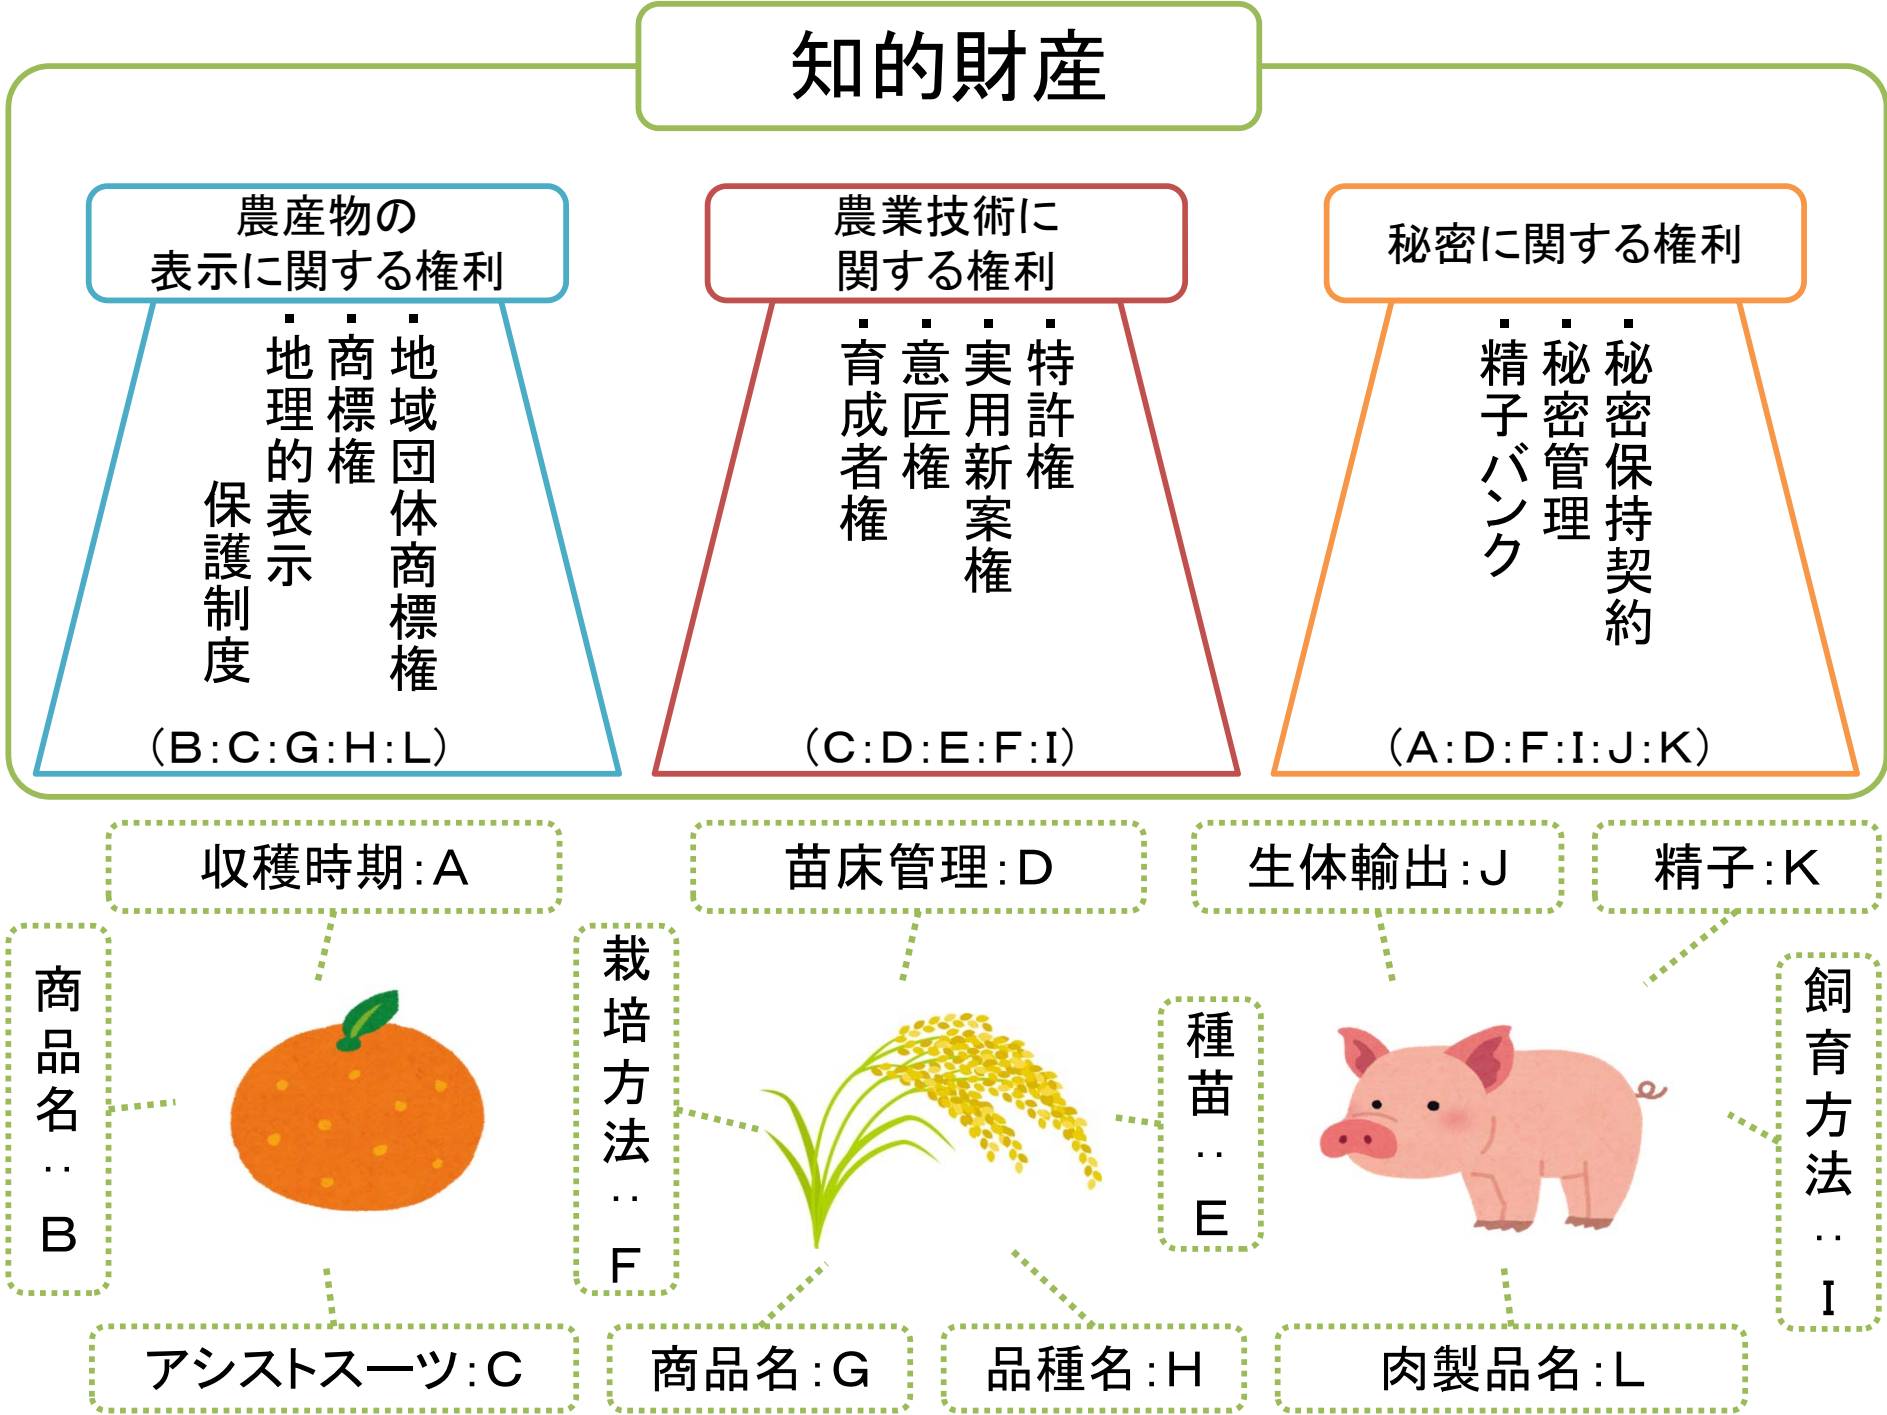 知的財産
農産物の
表示に関する権利
・地域団体商標権
・商標権
・地理的表示
保護制度
（B：C：G：H：L）
農業技術に
関する権利
・特許権
・実用新案権
・意匠権
・育成者権
（C：D：E：F：I）
秘密に関する権利
・秘密保持契約
・秘密管理
・精子バンク
（A：D：F：I：J：K）
収穫時期：A
商品名：B
アシストスーツ：C
苗床管理：D
栽培方法：F
種苗：E
商品名：G
品種名：H
生体輸出：J
精子：K
飼育方法：I
肉製品名：L